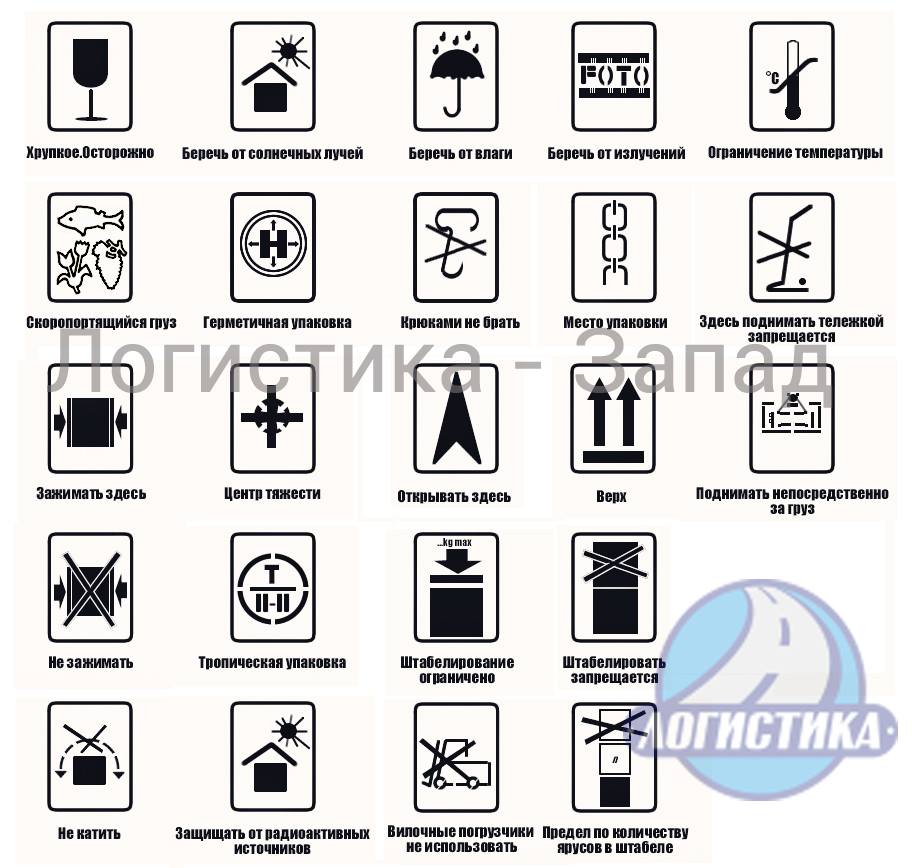 FOTO
°C
Хрупкое.Осторожно
Беречь от солнечных лучей
Беречь от влаги
Беречь от излучений
Ограничение температуры
H
Скоропортящийся груз
Герметичная упаковка
Крюками не брать
Место упаковки
Здесь поднимать тележкой
запрещается
Логистика - Запад
Зажимать здесь
Центр тяжести
Открывать здесь
Верх
Поднимать непосредственно
за груз
...kg max
T
II-II
Не зажимать
Тропическая упаковка
Штабелирование
ограничено
Штабелировать
запрещается
ЛОГИСТИКА
n
Не катить
Защищать от радиоактивных
источников
Вилочные погрузчики
не использовать
Предел по количеству
ярусов в штабеле